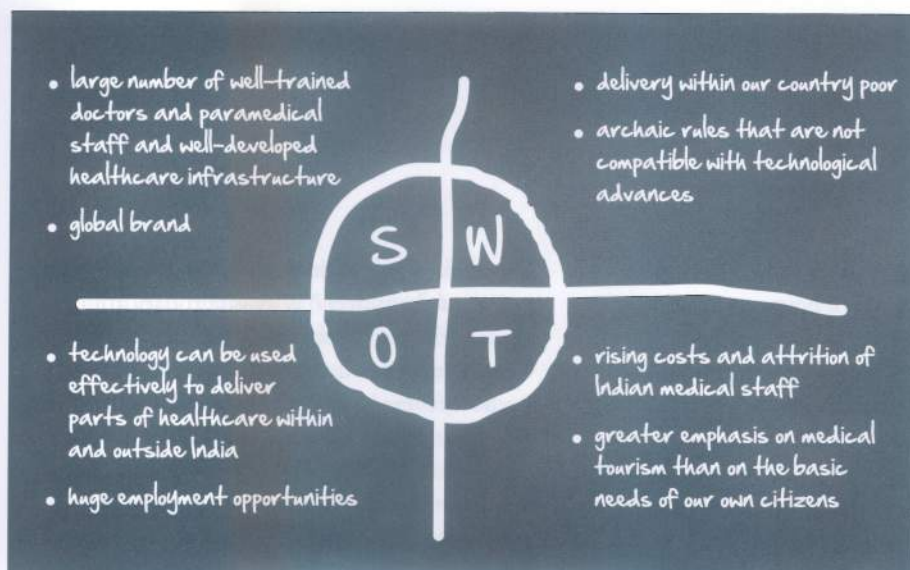 • large number of well-trained
doctors and paramedical
staff and well-developed
healthcare infrastructure
• global brand
• delivery within our country poor
• archaic rules that are not
compatible with technological
advances
S W
O T
• technology can be used
effectively to deliver
parts of healthcare within
and outside India
• huge employment opportunities
• rising costs and attrition of
Indian medical staff
• greater emphasis on medical
tourism than on the basic
needs of our own citizens